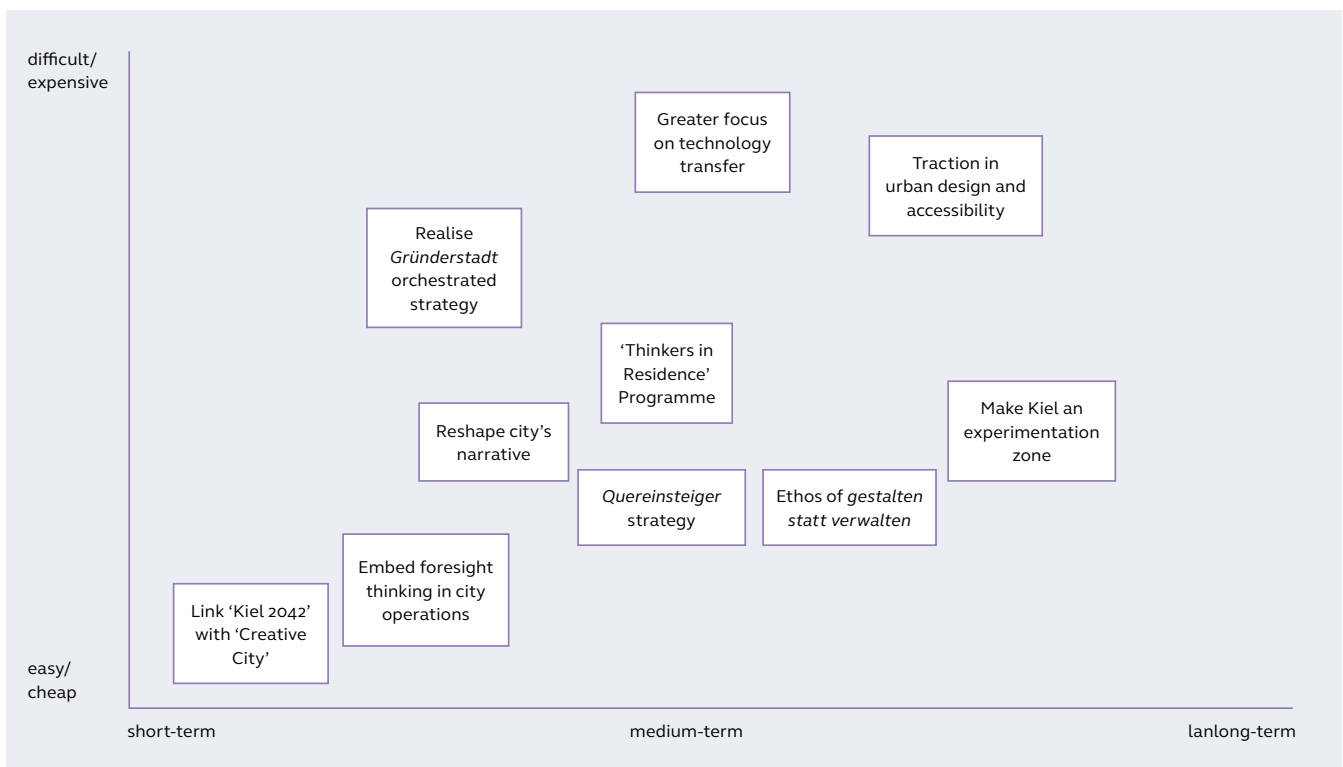 difficult/
expensive
Greater focus
on technology
transfer
Traction in
urban design and
accessibility
Realise
Gründerstadt
orchestrated
strategy
‘Thinkers in
Residence’
Programme
Make Kiel an
experimentation
zone
Reshape city’s
narrative
Quereinsteiger
strategy
Ethos of gestalten
statt verwalten
Embed foresight
thinking in city
operations
Link ‘Kiel 2042’
with ‘Creative
City’
easy/
cheap
short-term
medium-term
lanlong-term